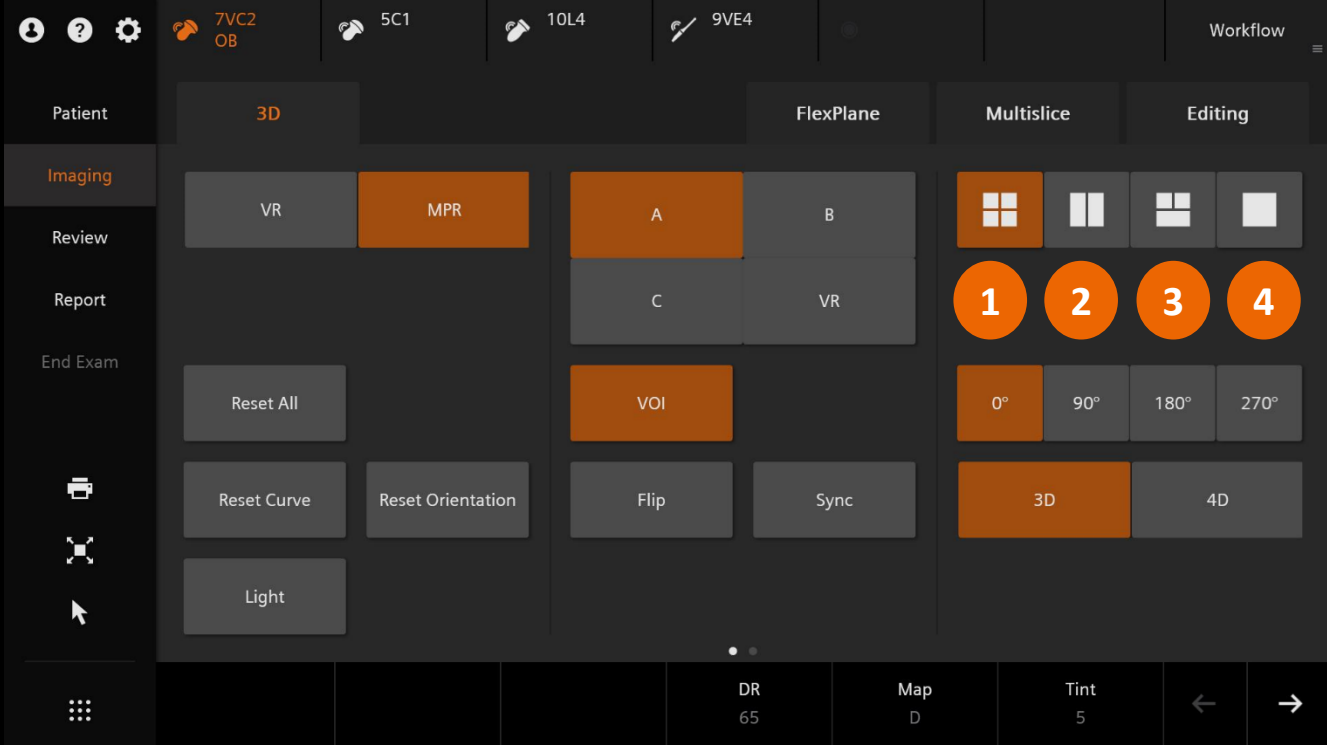 7VC2
OB
5C1
10L4
9VE4
Workflow
Patient
Imaging
Review
Report
End Exam
3D
FlexPlane
Multislice
Editing
VR
MPR
A
B
C
VR
1
2
3
4
Reset All
VOI
0°
90°
180°
270°
Reset Curve
Reset Orientation
Flip
Sync
3D
4D
Light
DR
65
Map
D
Tint
5